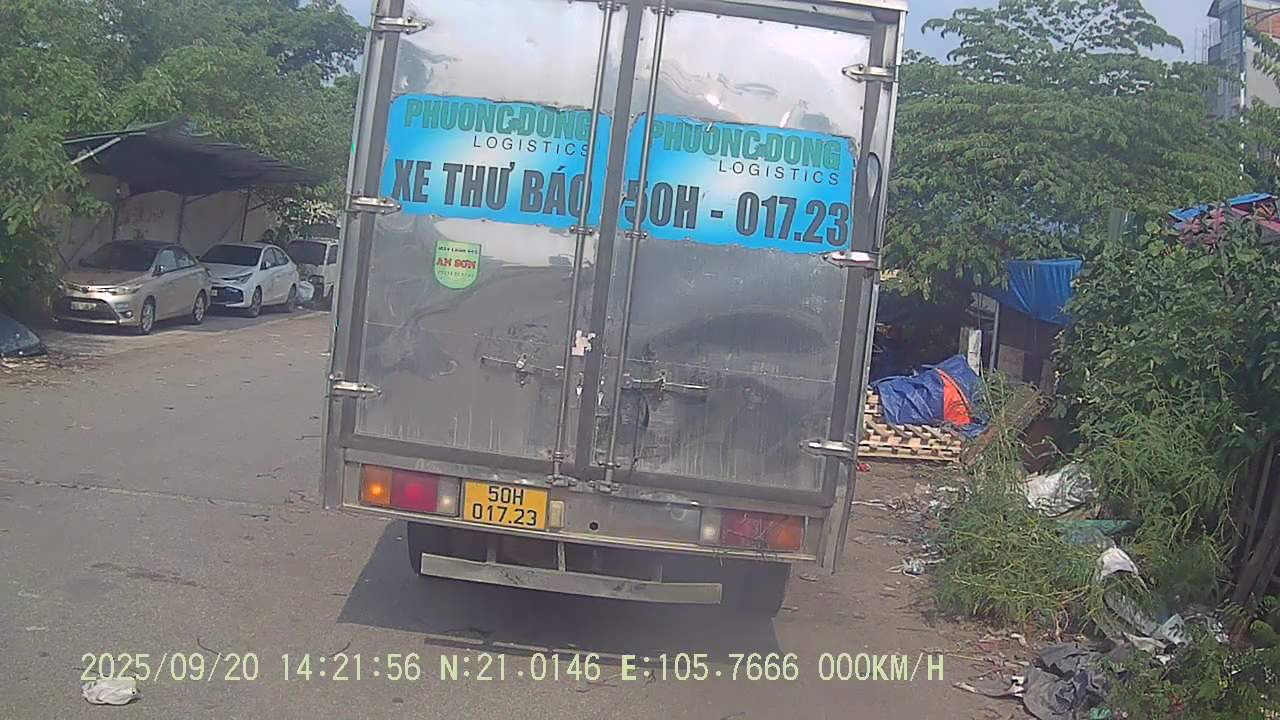 PHUONG-DONG
LOGISTICS
XE THƯ BÁO
PHUONG-DONG
LOGISTICS
50H - 017.23
AN SƠN
50H
017.23
2025/09/20 14:21:56 N:21.0146 E:105.7666 000KM/H